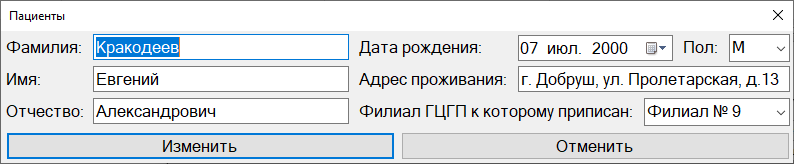 Пациенты
Фамилия: Кракодеев Дата рождения: 07 июл. 2000 Пол: М
Имя: Евгений Адрес проживания: г. Добруш, ул. Пролетарская, д.13
Отчество: Александрович Филиал ГЦГП к которому приписан: Филиал № 9
Изменить Отменить